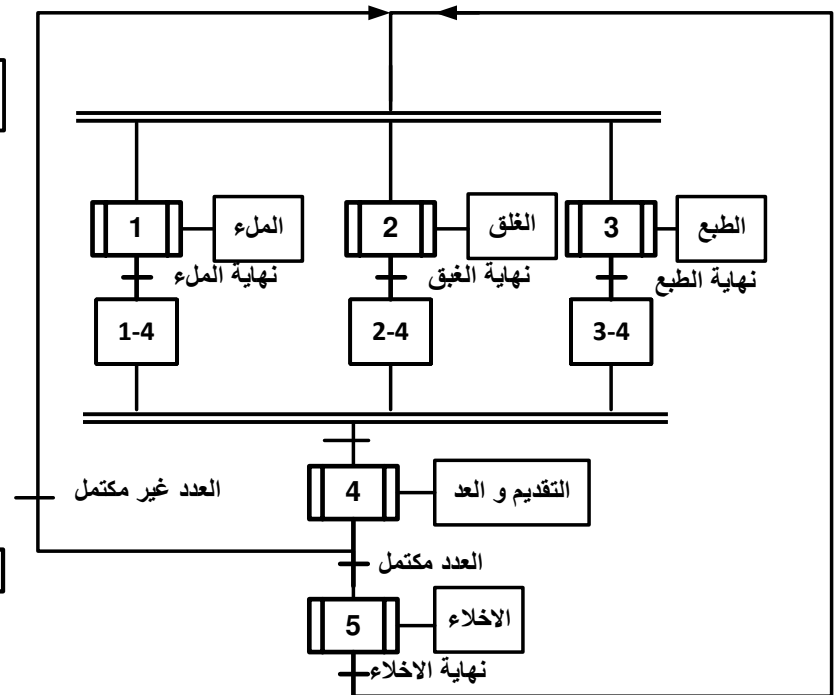 1
الملء
2
الغلق
3
الطبع
نهاية الملء
نهاية الغبق
نهاية الطبع
1-4
2-4
3-4
4
التقديم و العد
العدد غير مكتمل
العدد مكتمل
5
الاخلاء
نهاية الاخلاء